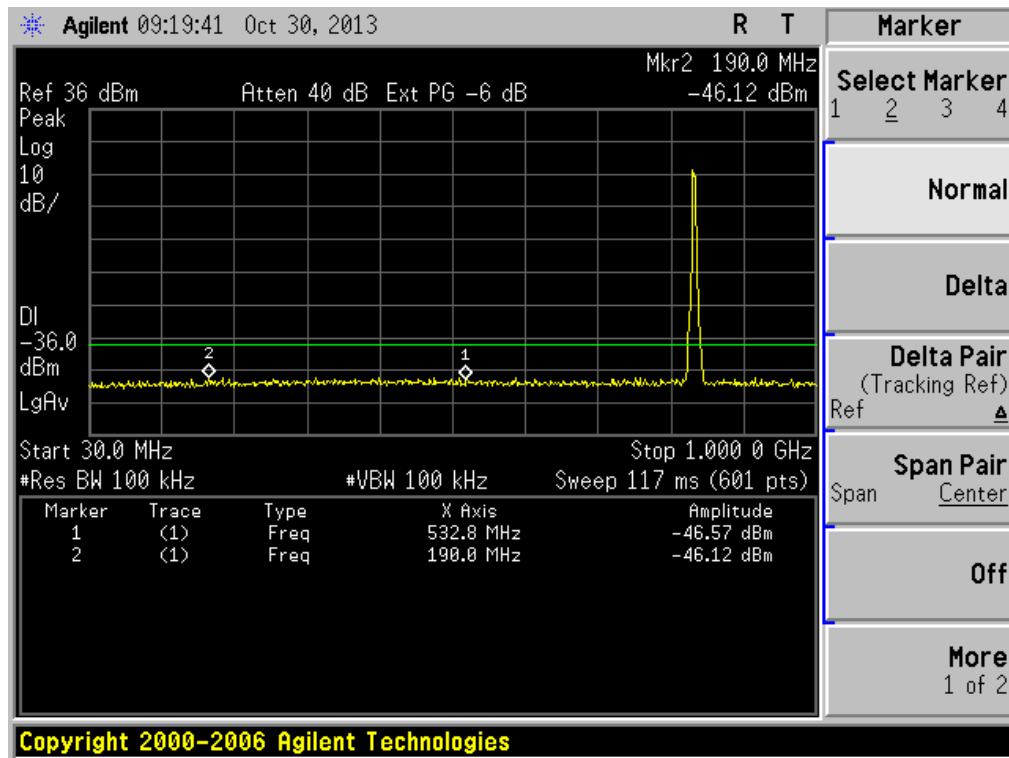 Agilent 09:19:41 Oct 30, 2013 R T
Mkr2 190.0 MHz
Ref 36 dBm Atten 40 dB Ext PG -6 dB -46.12 dBm
Peak
Log
10
dB/
DI
-36.0
dBm
LgAv
2
1
Start 30.0 MHz Stop 1.000 0 GHz
#Res BW 100 kHz #VBW 100 kHz Sweep 117 ms (601 pts)
Marker Trace Type X Axis Amplitude
1 (1) Freq 532.8 MHz -46.57 dBm
2 (1) Freq 190.0 MHz -46.12 dBm
Marker
Select Marker
1 2 3 4
Normal
Delta
Delta Pair
(Tracking Ref)
Ref Δ
Span Pair
Span Center
Off
More
1 of 2
Copyright 2000-2006 Agilent Technologies